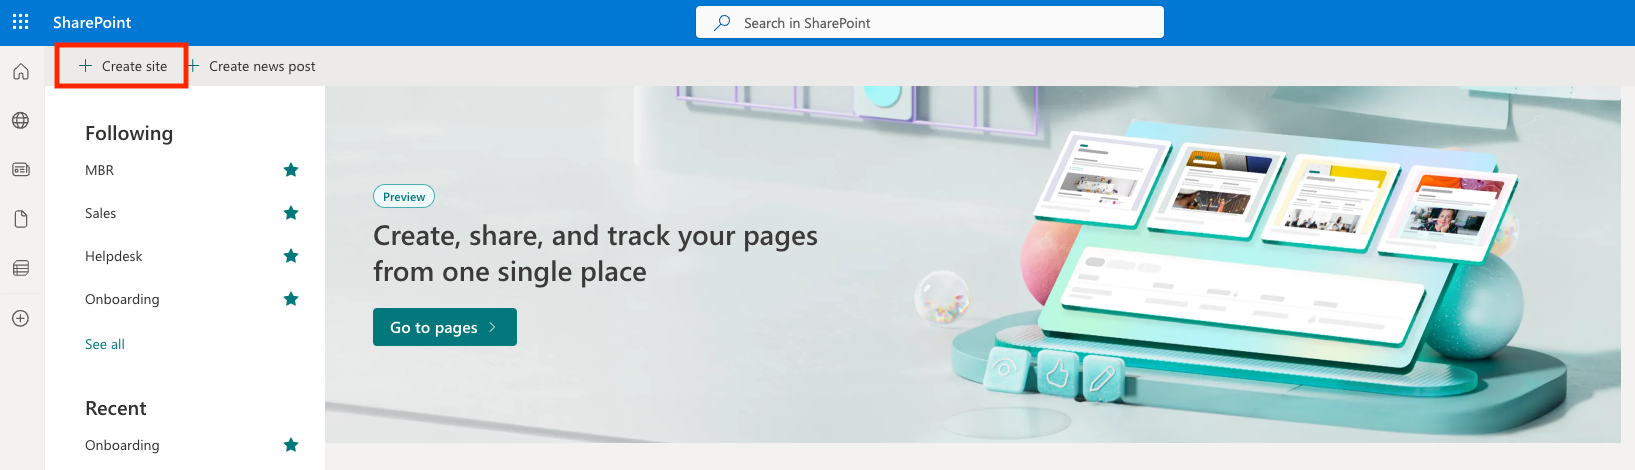 SharePoint
Search in SharePoint
Create site
Create news post
Following
MBR
Sales
Helpdesk
Onboarding
See all
Recent
Onboarding
Preview
Create, share, and track your pages
from one single place
Go to pages